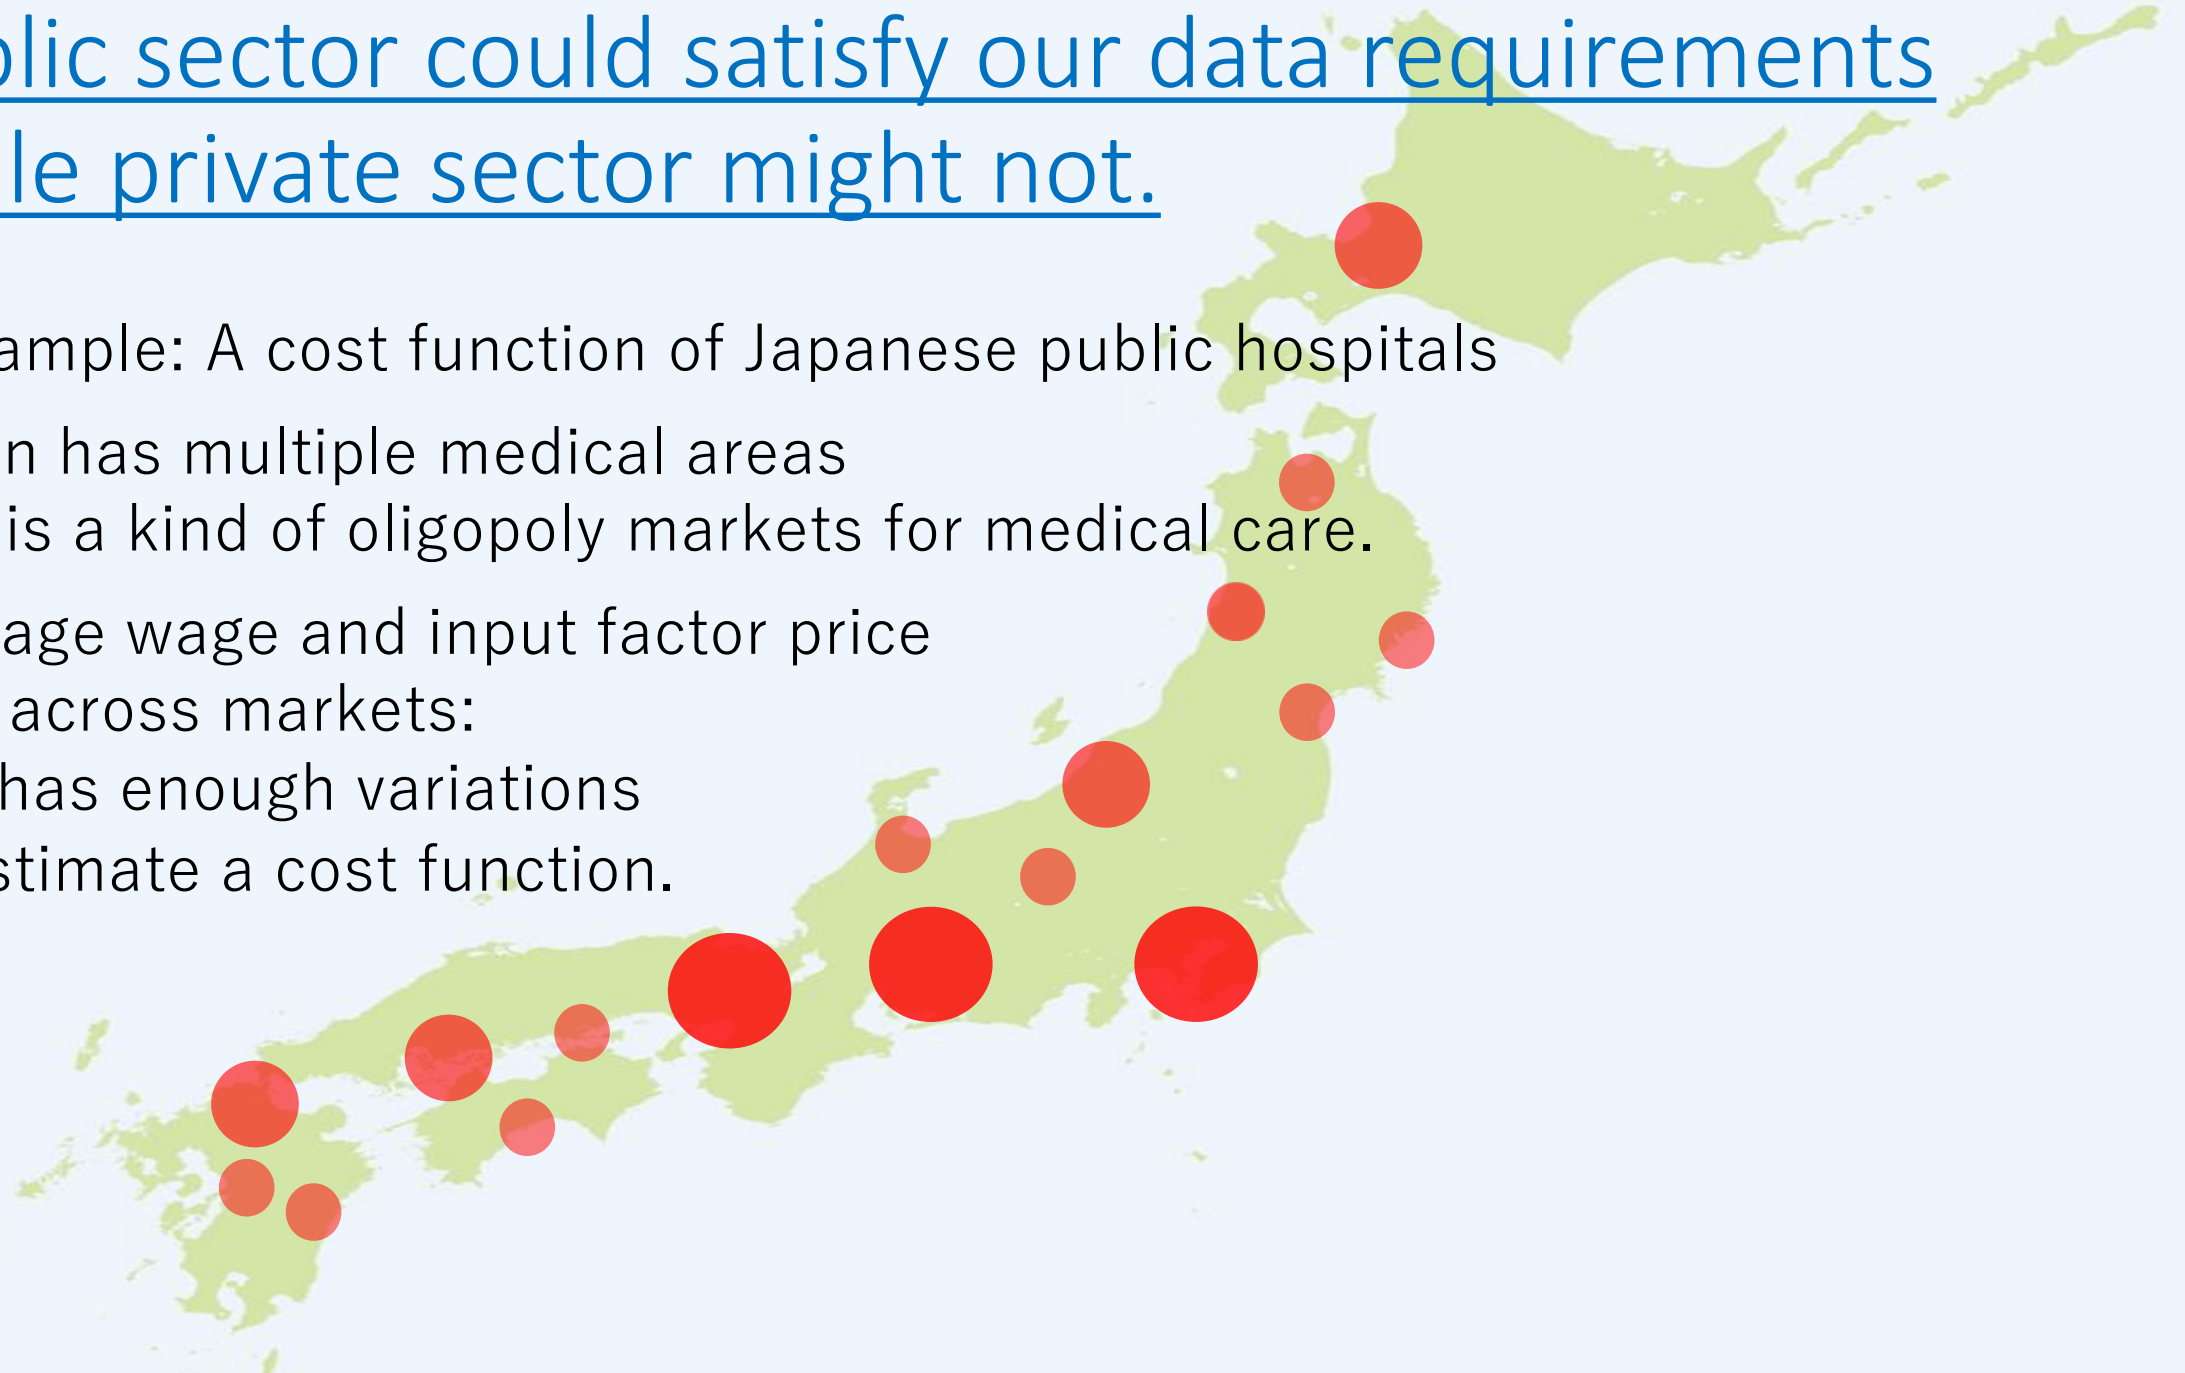 blic sector could satisfy our data requirements
le private sector might not.
ample: A cost function of Japanese public hospitals
n has multiple medical areas
is a kind of oligopoly markets for medical care.
age wage and input factor price
across markets:
has enough variations
stimate a cost function.